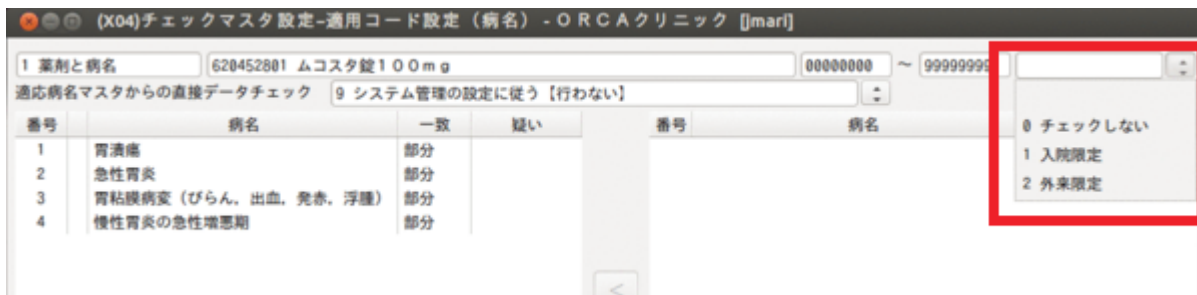 (X04)チェックマスタ設定−適用コード設定（病名） - ＯＲＣＡクリニック [jmari]
1 薬剤と病名 620452801 ムコスタ錠１００ｍｇ 00000000 ～ 99999999
適応病名マスタからの直接データチェック 9 システム管理の設定に従う【行わない】
番号 病名 一致 疑い 番号 病名
1 胃潰瘍 部分
2 急性胃炎 部分
3 胃粘膜病変（びらん，出血，発赤，浮腫） 部分
4 慢性胃炎の急性増悪期 部分
0 チェックしない
1 入院限定
2 外来限定
<